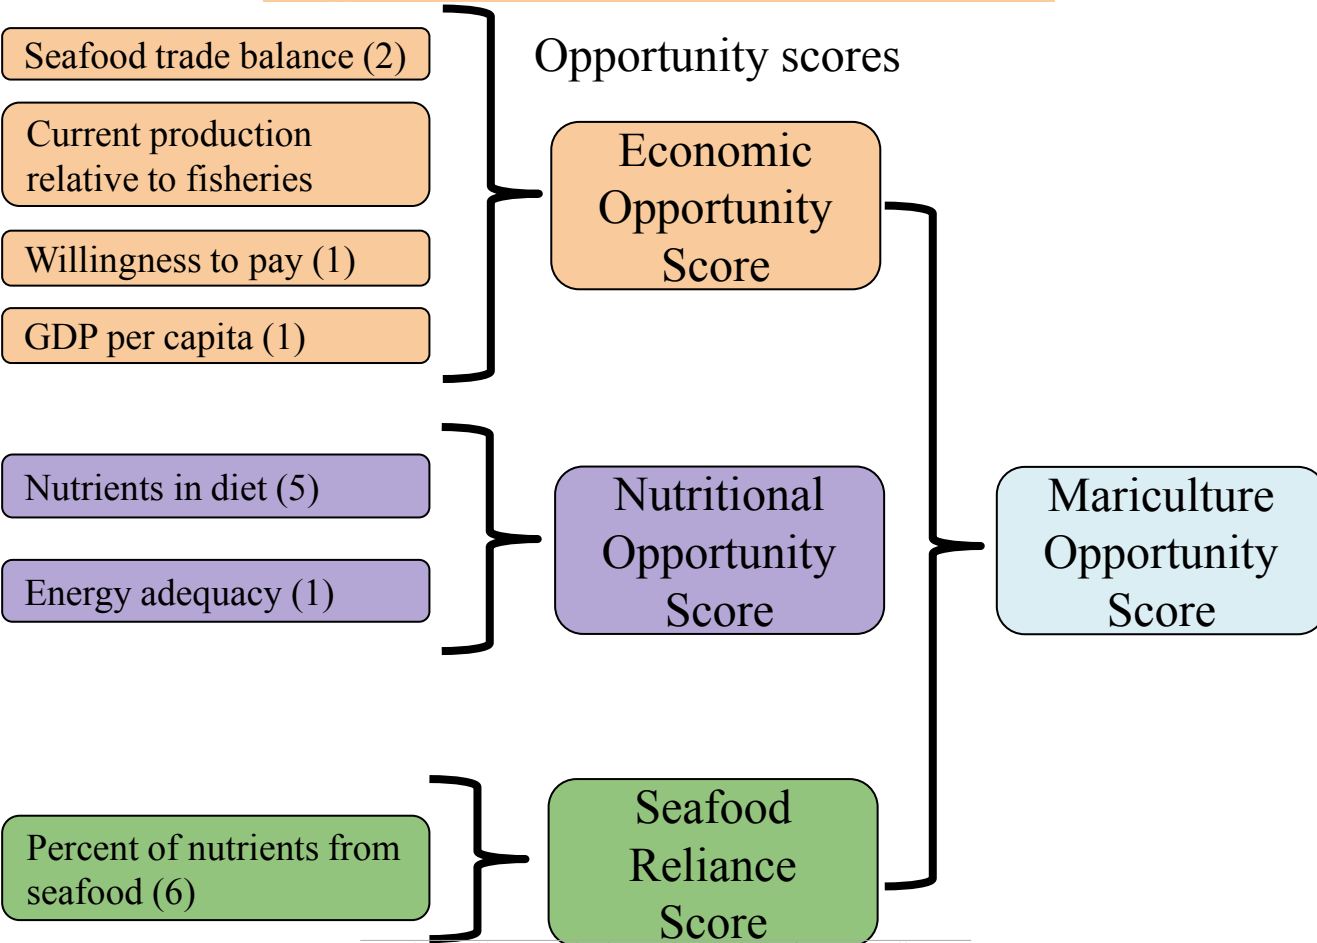 Seafood trade balance (2)
Current production
relative to fisheries
Willingness to pay (1)
GDP per capita (1)
Opportunity scores
Economic
Opportunity
Score
Nutrients in diet (5)
Energy adequacy (1)
Nutritional
Opportunity
Score
Percent of nutrients from
seafood (6)
Seafood
Reliance
Score
Mariculture
Opportunity
Score